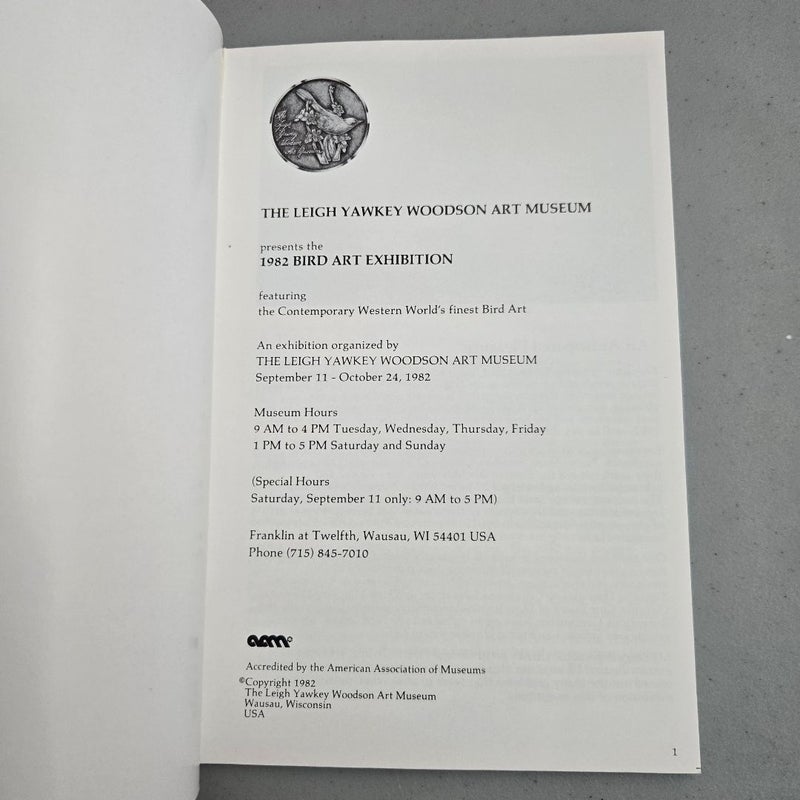 THE LEIGH YAWKEY WOODSON ART MUSEUM
presents the
1982 BIRD ART EXHIBITION
featuring
the Contemporary Western World's finest Bird Art
An exhibition organized by
THE LEIGH YAWKEY WOODSON ART MUSEUM
September 11 - October 24, 1982
Museum Hours
9 AM to 4 PM Tuesday, Wednesday, Thursday, Friday
1 PM to 5 PM Saturday and Sunday
(Special Hours
Saturday, September 11 only: 9 AM to 5 PM)
Franklin at Twelfth, Wausau, WI 54401 USA
Phone (715) 845-7010
aam
Accredited by the American Association of Museums
©Copyright 1982
The Leigh Yawkey Woodson Art Museum
Wausau, Wisconsin
USA
1